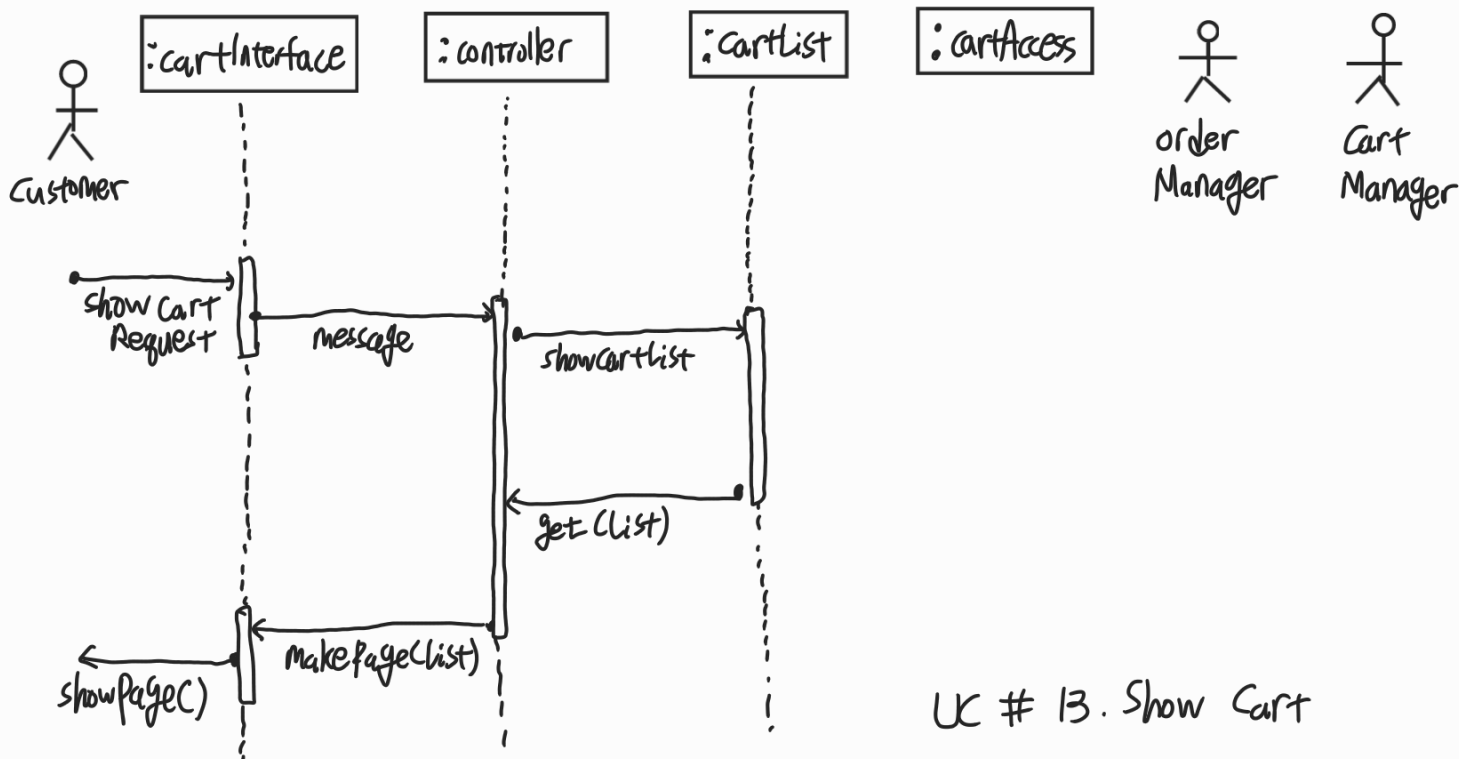 :cartInterface
:controller
:cartList
:cartAccess
Customer
order
Manager
Cart
Manager
show Cart
Request
message
showcartList
get(List)
makePage(list)
showPage()
UC # 13. Show Cart